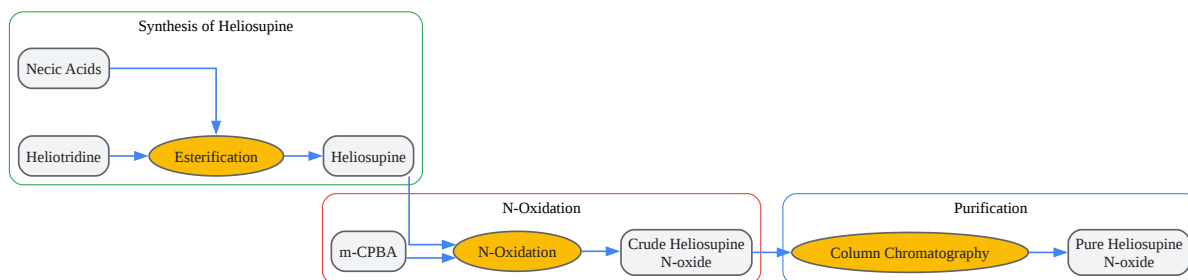 Synthesis of Heliosupine
Necic Acids
Heliotridine
Esterification
Heliosupine
N-Oxidation
m-CPBA
N-Oxidation
Crude Heliosupine
N-oxide
Purification
Column Chromatography
Pure Heliosupine
N-oxide